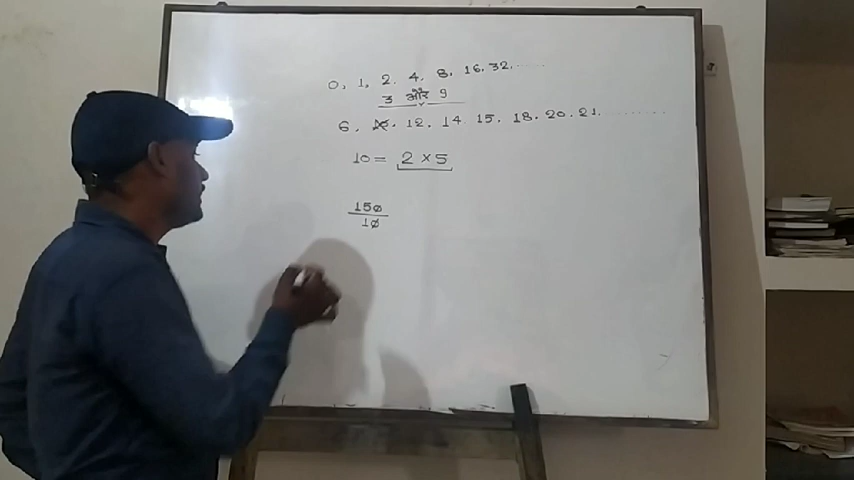 0, 1, 2, 4, 8, 16, 32......
3 और 9
6, 12, 14 15, 18, 20, 21.........
10 = 2 × 5
150
10